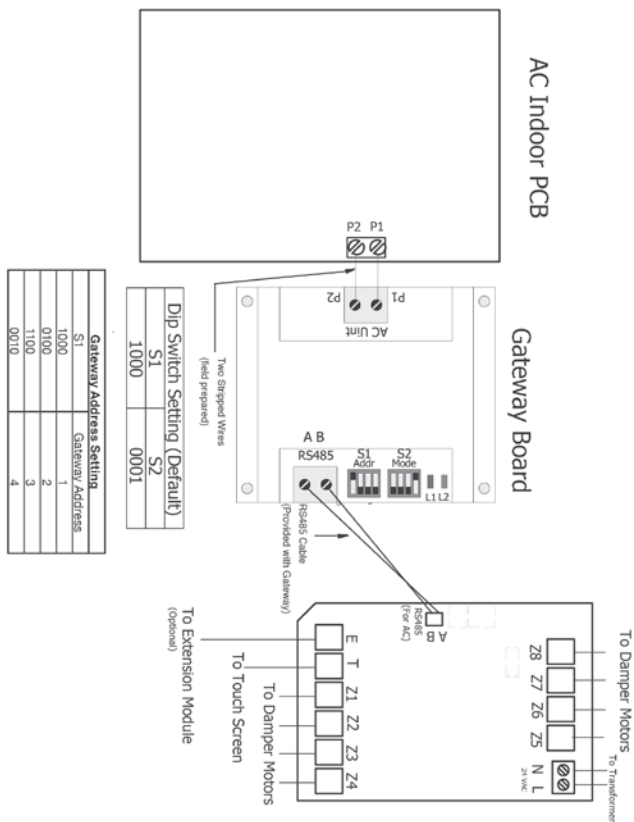 AC Indoor PCB
P2 P1
Two Stripped Wires
(field prepared)
Gateway Board
P2
P1
AC Uint
A B
RS485
S1
Addr
S2
Mode
L1 L2
RS485 Cable
(Provided with Gateway)
Dip Switch Setting (Default)
S1 S2
1000 0001
Gateway Address Setting
S1 Gateway Address
1000 1
0100 2
1100 3
0010 4
A B
RS485
(For AC)
To Damper Motors
To Transformer
Z8
Z7
Z6
Z5
N L
24 VAC
E
T
Z1
Z2
Z3
Z4
To Damper Motors
To Touch Screen
To Extension Module
(Optional)